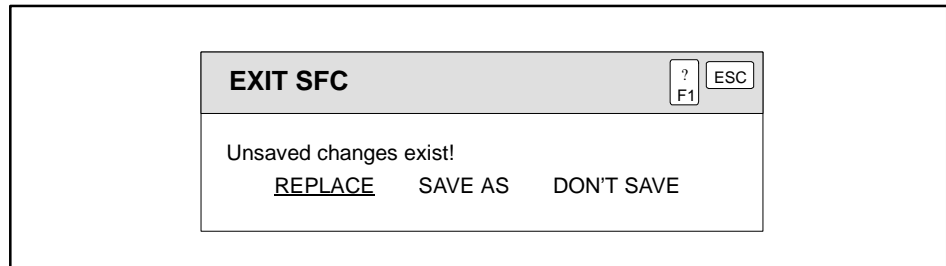 EXIT SFC
? F1 ESC
Unsaved changes exist!
REPLACE SAVE AS DON'T SAVE